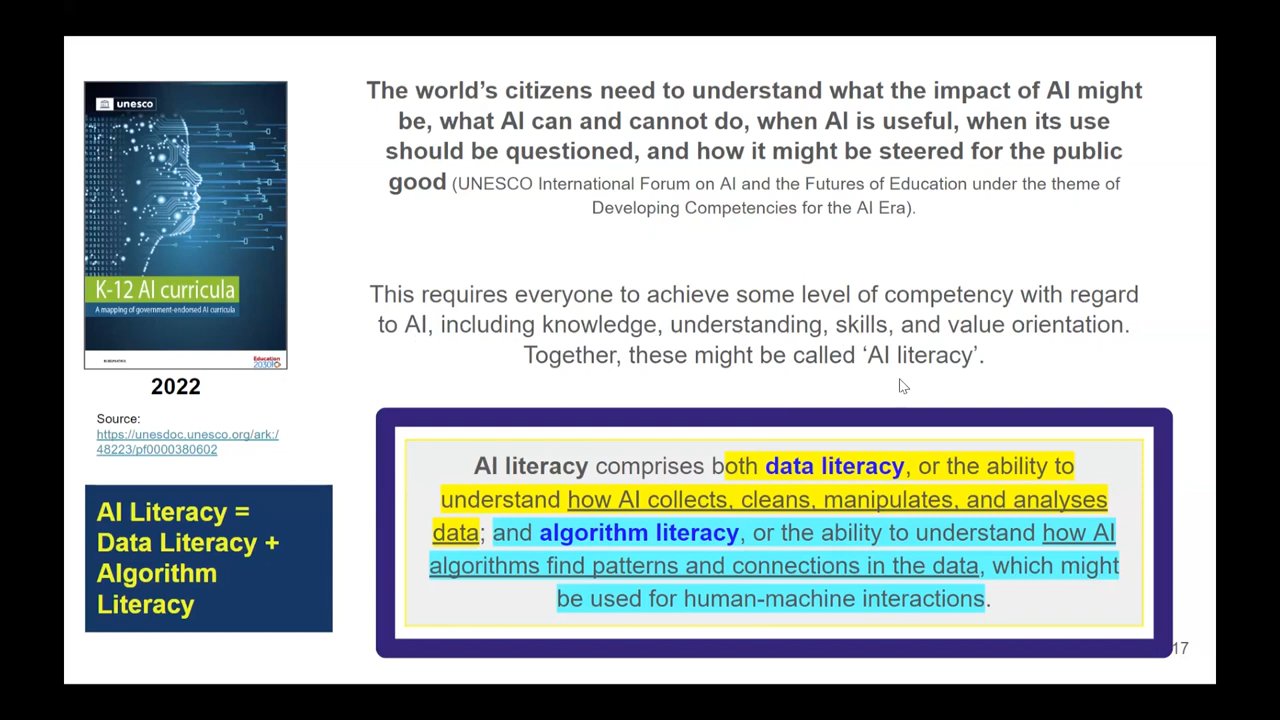 unesco
K-12 AI curricula
A mapping of government-endorsed AI curricula
Education
2030
2022
Source:
https://unesdoc.unesco.org/ark:/
48223/pf0000380602
AI Literacy =
Data Literacy +
Algorithm
Literacy
The world’s citizens need to understand what the impact of AI might
be, what AI can and cannot do, when AI is useful, when its use
should be questioned, and how it might be steered for the public
good (UNESCO International Forum on AI and the Futures of Education under the theme of
Developing Competencies for the AI Era).
This requires everyone to achieve some level of competency with regard
to AI, including knowledge, understanding, skills, and value orientation.
Together, these might be called ‘AI literacy’.
AI literacy comprises both data literacy, or the ability to
understand how AI collects, cleans, manipulates, and analyses
data; and algorithm literacy, or the ability to understand how AI
algorithms find patterns and connections in the data, which might
be used for human-machine interactions.
17